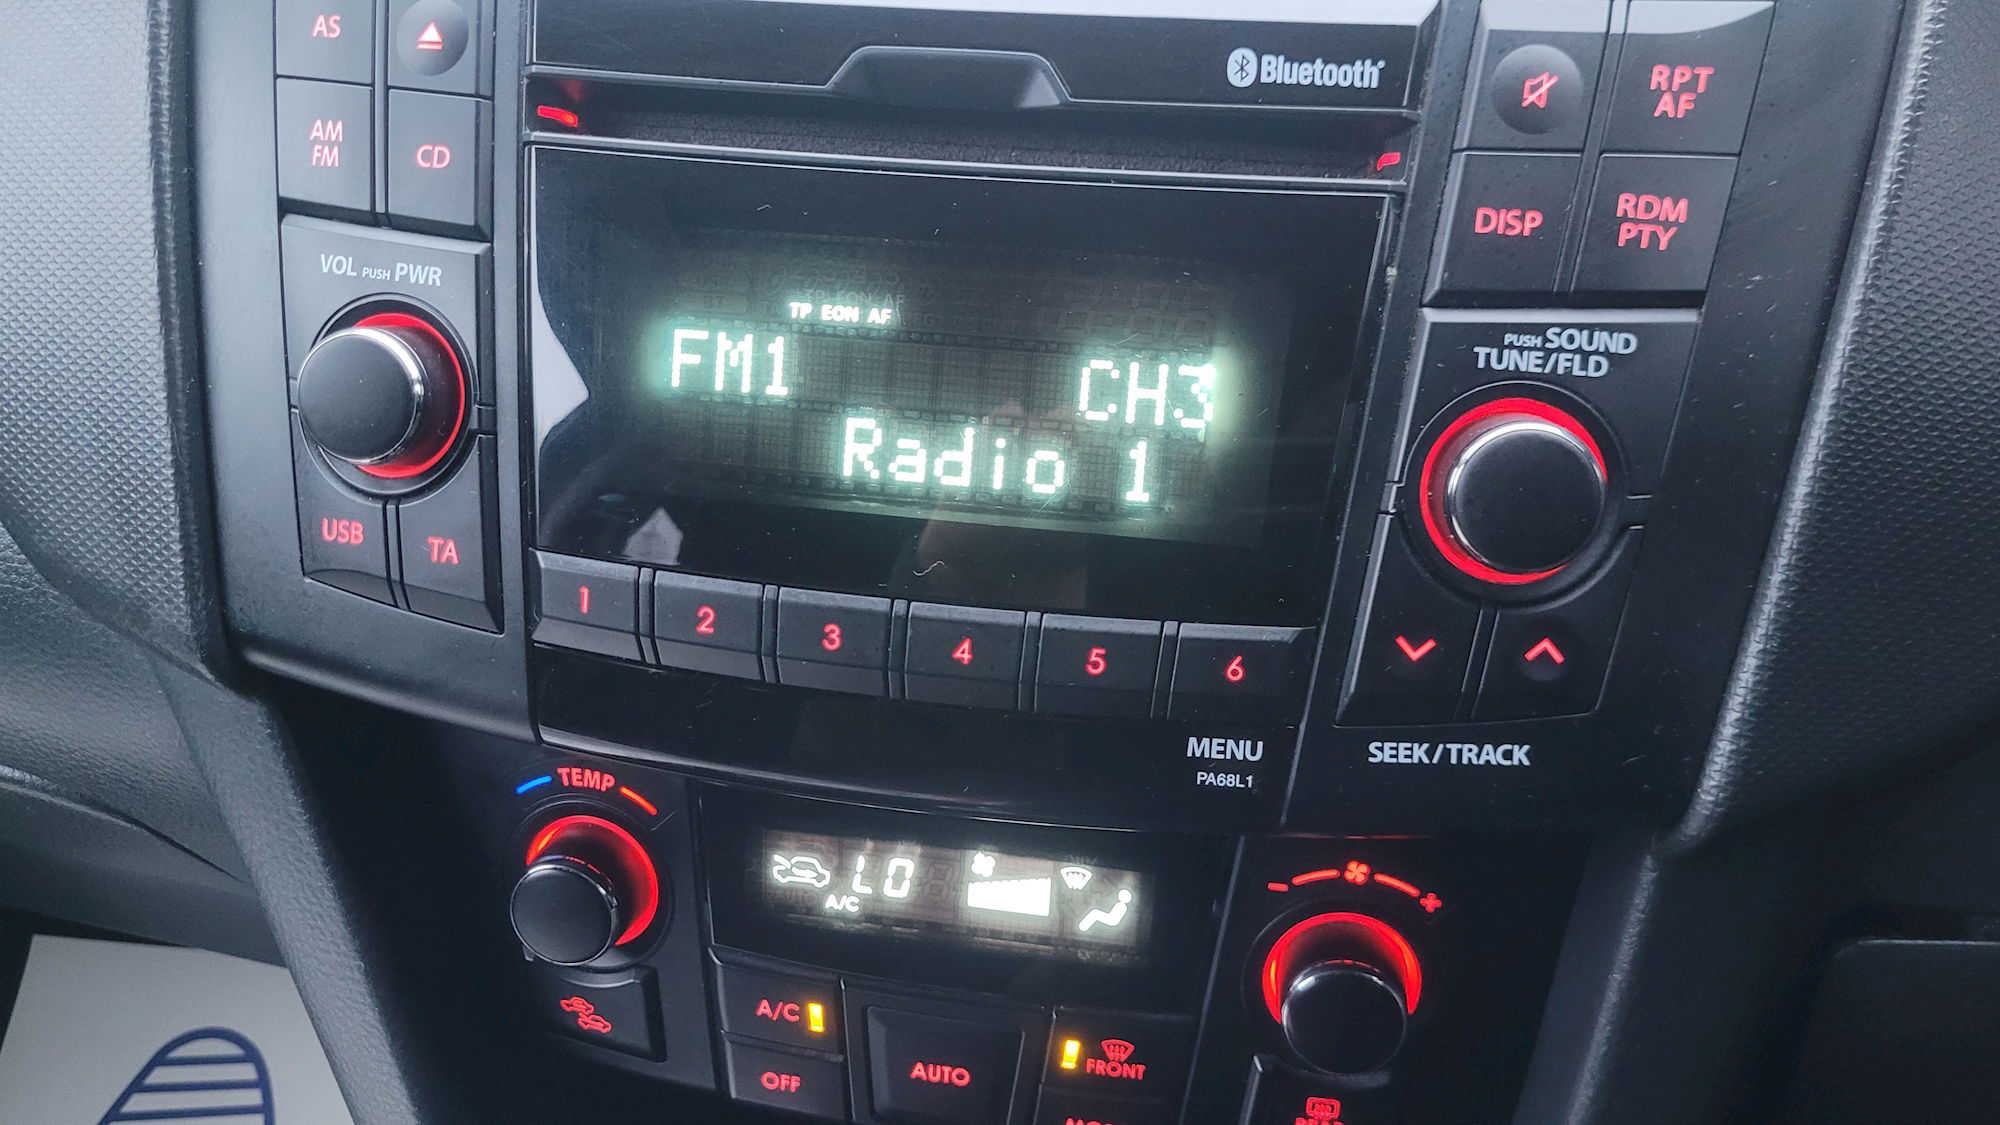 AS
Bluetooth
RPT
AF
AM
FM
CD
DISP
RDM
PTY
VOL PUSH PWR
TP EON AF
FM1 CH3
Radio 1
PUSH SOUND
TUNE/FLD
USB
TA
1 2 3 4 5 6
MENU
PA68L1
SEEK/TRACK
TEMP
LO
A/C
A/C
OFF
AUTO
FRONT